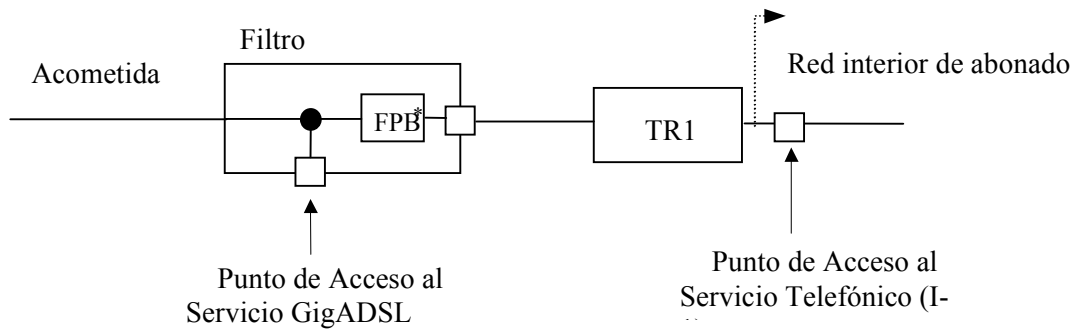 Filtro
Acometida
Red interior de abonado
FPB*
TR1
Punto de Acceso al
Servicio GigADSL
Punto de Acceso al
Servicio Telefónico (I-